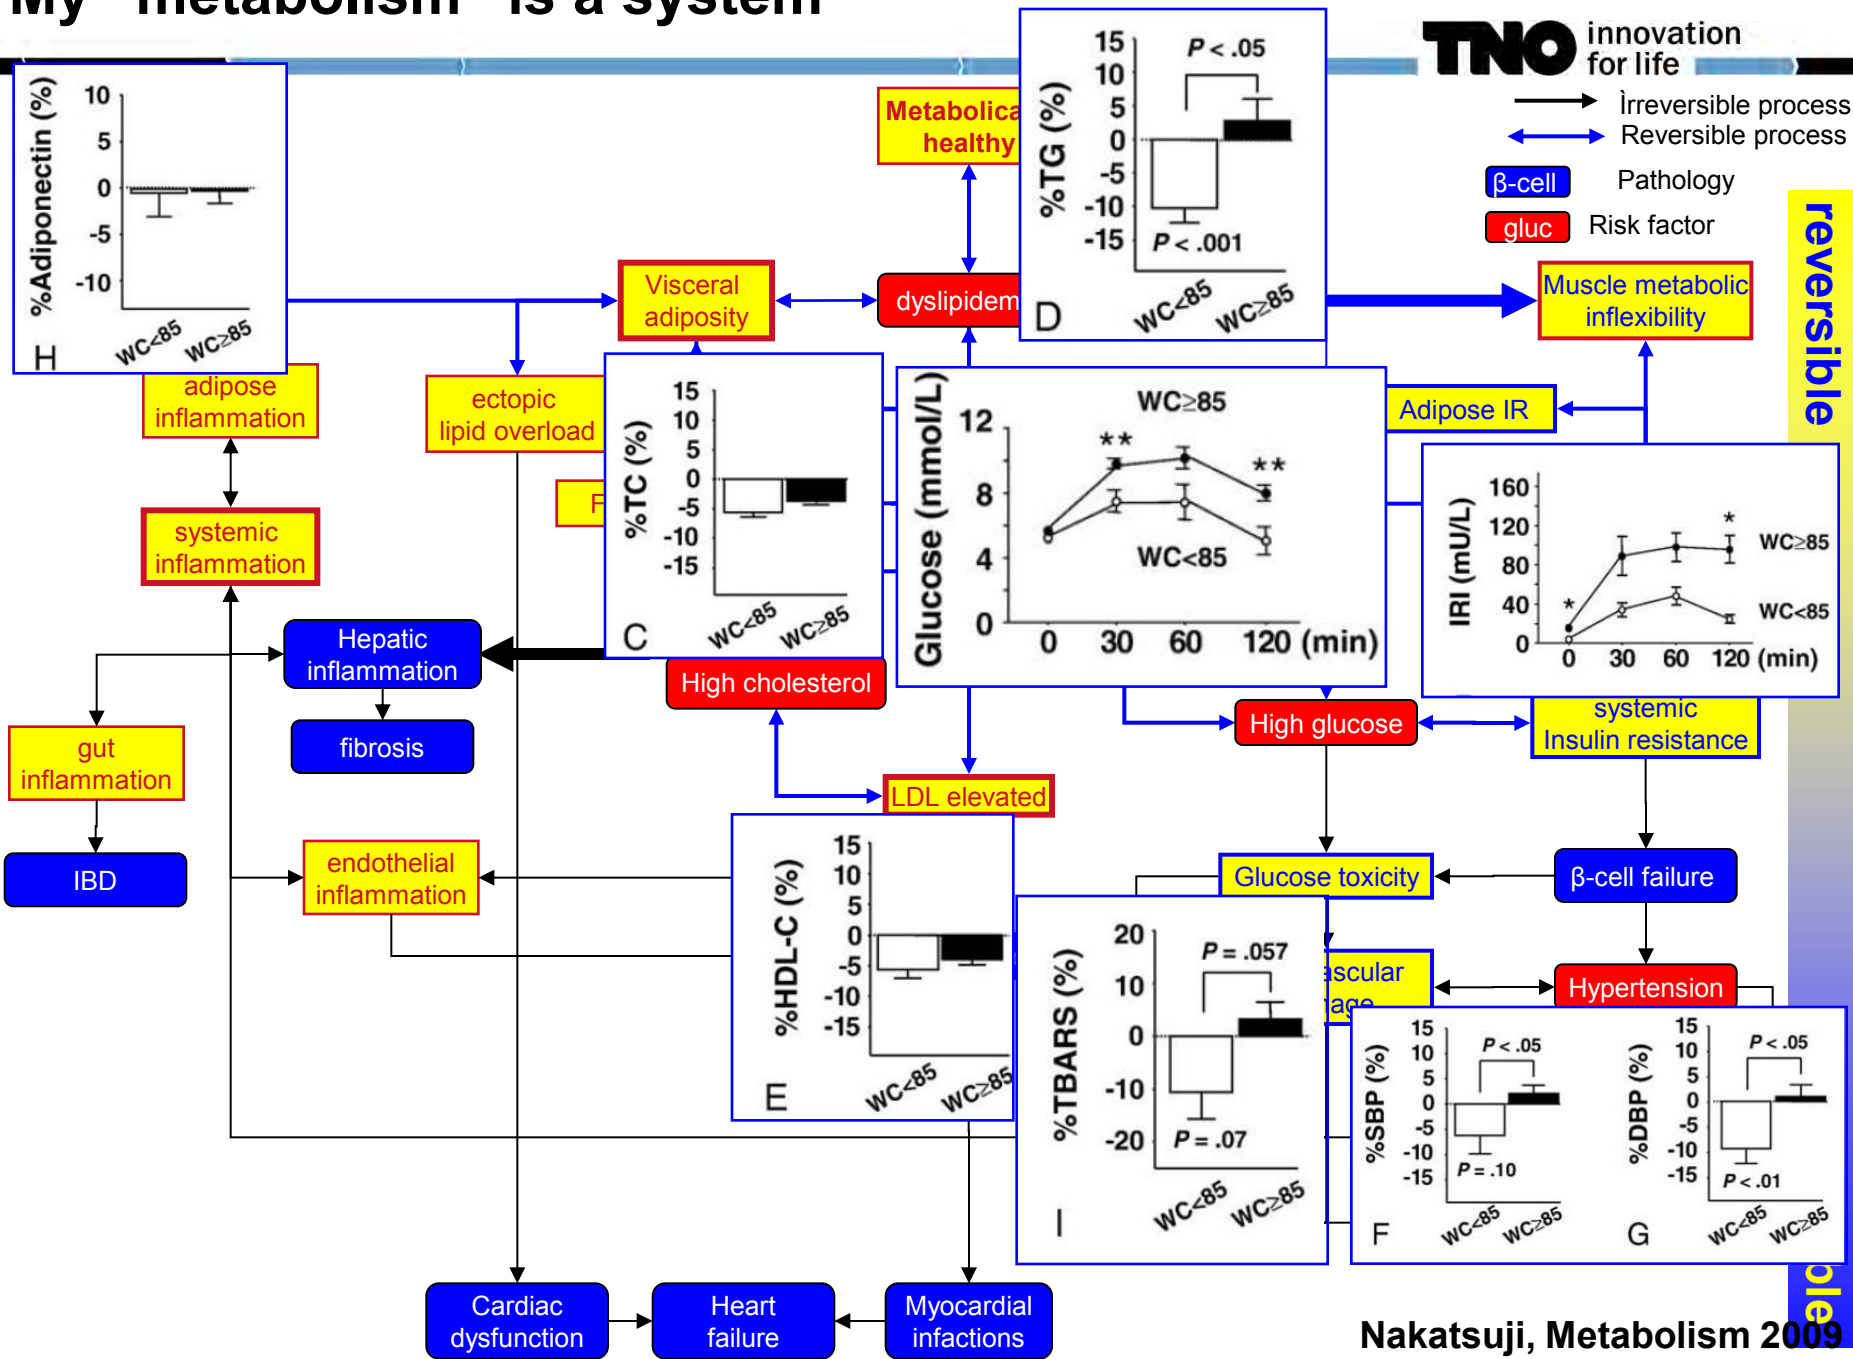 My "metabolism" is a system
TNO innovation
for life
Ìrreversible process
Reversible process
β-cell Pathology
gluc Risk factor
reversible
%Adiponectin (%)
10
5
0
-5
-10
WC<85 WC≥85
H
Metabolica
healthy
%TG (%)
15
10
5
0
-5
-10
-15
P < .05
P < .001
WC<85 WC≥85
D
Visceral
adiposity
dyslipidem
Muscle metabolic
inflexibility
adipose
inflammation
ectopic
lipid overload
F
%TC (%)
15
10
5
0
-5
-10
-15
WC<85 WC≥85
C
Glucose (mmol/L)
12
8
4
0
WC≥85
**
**
WC<85
0 30 60 120 (min)
Adipose IR
IRI (mU/L)
160
120
80
40
0
*
*
WC≥85
WC<85
0 30 60 120 (min)
systemic
inflammation
Hepatic
inflammation
High cholesterol
High glucose
systemic
Insulin resistance
gut
inflammation
fibrosis
LDL elevated
IBD
endothelial
inflammation
%HDL-C (%)
15
10
5
0
-5
-10
-15
WC<85 WC≥85
E
Glucose toxicity
β-cell failure
%TBARS (%)
20
10
0
-10
-20
P = .057
P = .07
WC<85 WC≥85
I
ascular
age
Hypertension
%SBP (%)
15
10
5
0
-5
-10
-15
P < .05
P = .10
WC<85 WC≥85
F
%DBP (%)
15
10
5
0
-5
-10
-15
P < .05
P < .01
WC<85 WC≥85
G
ble
Cardiac
dysfunction
Heart
failure
Myocardial
infactions
Nakatsuji, Metabolism 2009